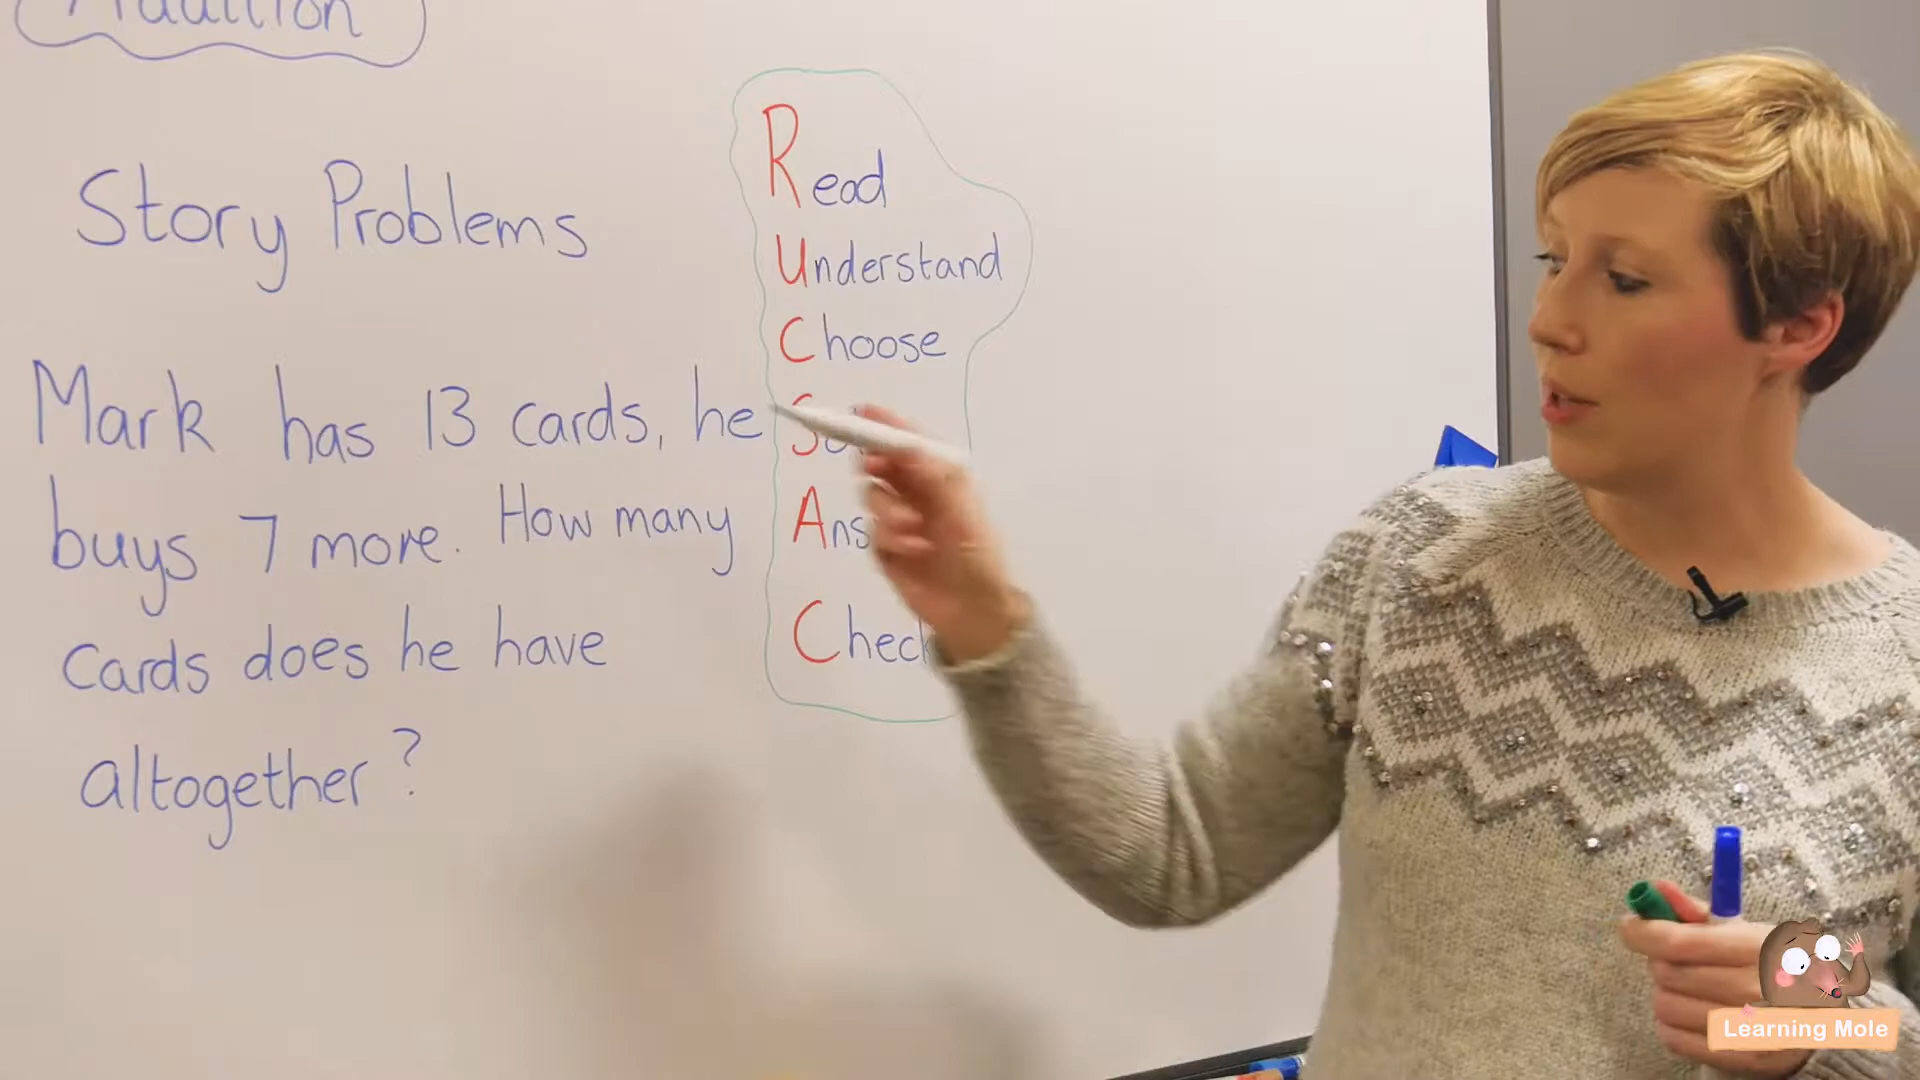 Addition
Story Problems
Mark has 13 cards, he
buys 7 more. How many
cards does he have
altogether?
Read
Understand
Choose
Check
Learning Mole